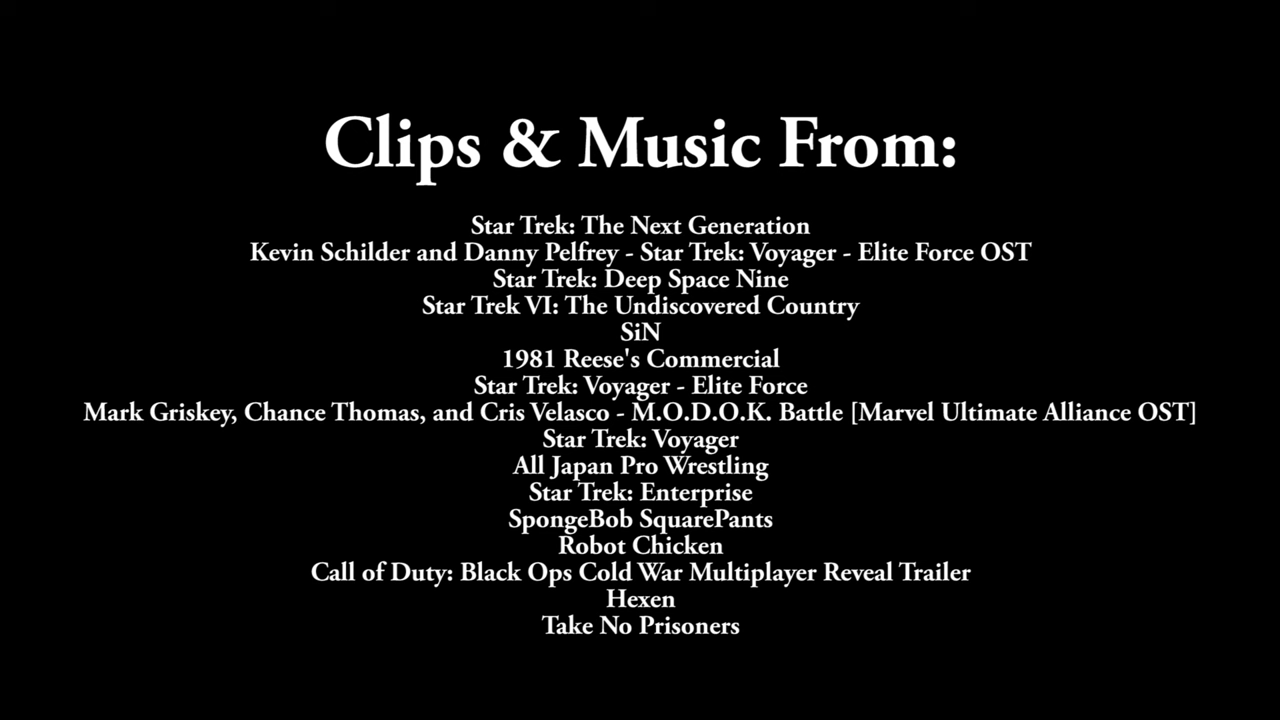 Clips & Music From:
Star Trek: The Next Generation
Kevin Schilder and Danny Pelfrey - Star Trek: Voyager - Elite Force OST
Star Trek: Deep Space Nine
Star Trek VI: The Undiscovered Country
SiN
1981 Reese's Commercial
Star Trek: Voyager - Elite Force
Mark Griskey, Chance Thomas, and Cris Velasco - M.O.D.O.K. Battle [Marvel Ultimate Alliance OST]
Star Trek: Voyager
All Japan Pro Wrestling
Star Trek: Enterprise
SpongeBob SquarePants
Robot Chicken
Call of Duty: Black Ops Cold War Multiplayer Reveal Trailer
Hexen
Take No Prisoners